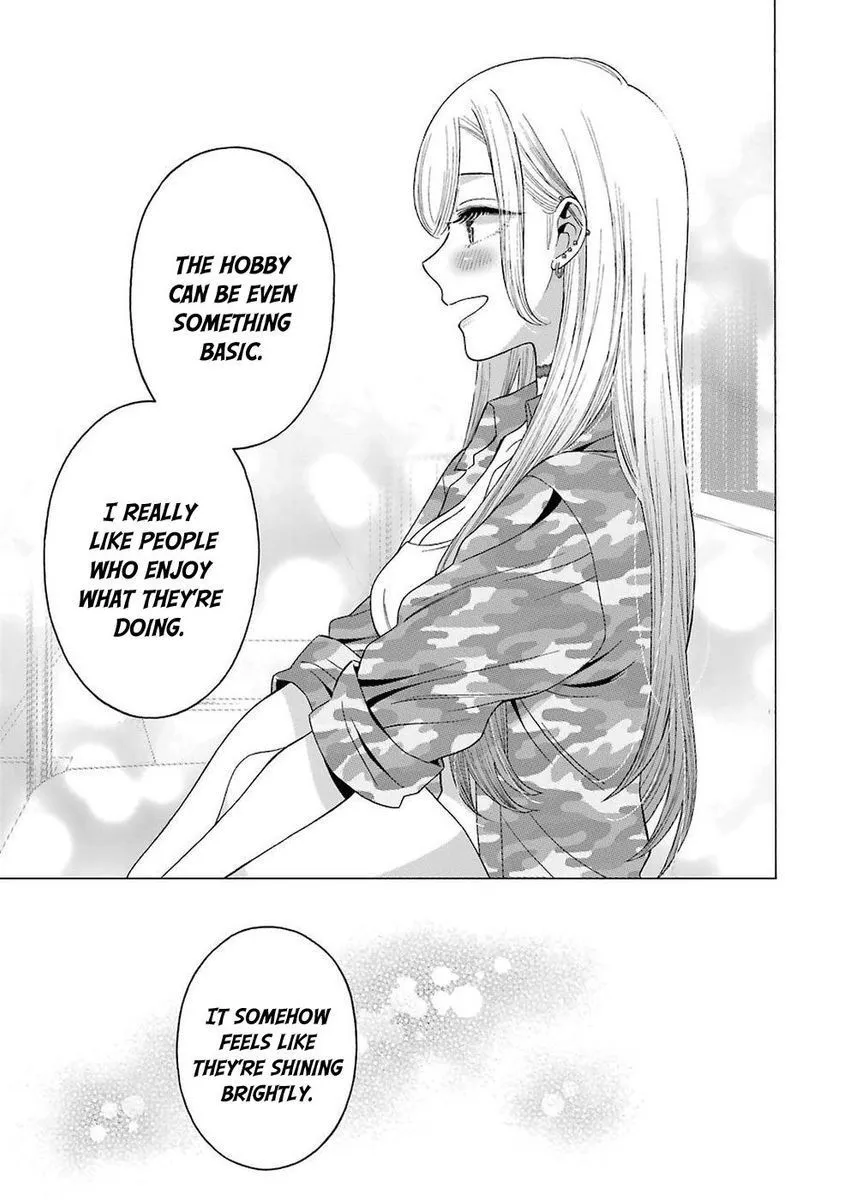 THE HOBBY
CAN BE EVEN
SOMETHING
BASIC.
I REALLY
LIKE PEOPLE
WHO ENJOY
WHAT THEY'RE
DOING.
IT SOMEHOW
FEELS LIKE
THEY'RE SHINING
BRIGHTLY.